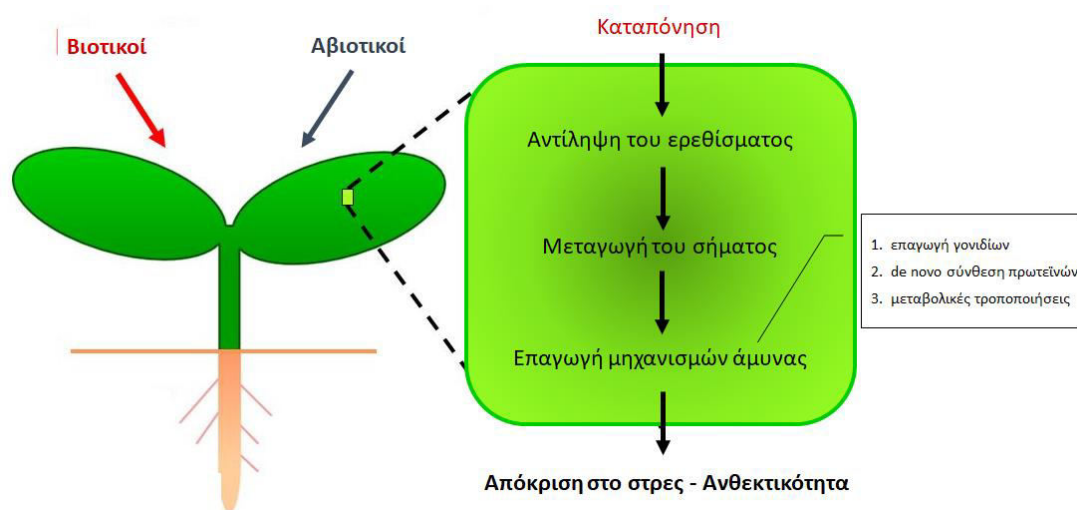 Βιοτικοί
Αβιοτικοί
Καταπόνηση
Αντίληψη του ερεθίσματος
Μεταγωγή του σήματος
Επαγωγή μηχανισμών άμυνας
1. επαγωγή γονιδίων
2. de novo σύνθεση πρωτεϊνών
3. μεταβολικές τροποποιήσεις
Απόκριση στο στρες - Ανθεκτικότητα